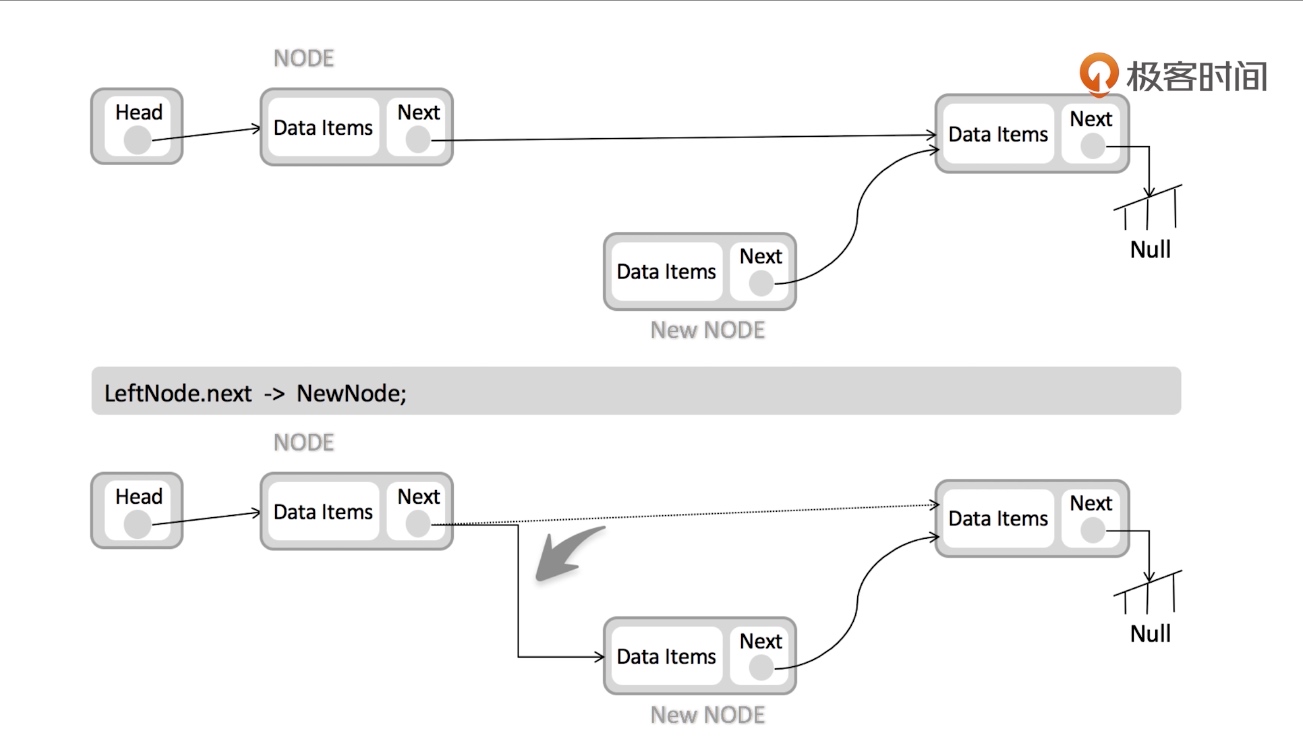 NODE
极客时间
Head
Data Items
Next
Data Items
Next
Null
Data Items
Next
New NODE
LeftNode.next -> NewNode;
NODE
Head
Data Items
Next
Data Items
Next
Null
Data Items
Next
New NODE